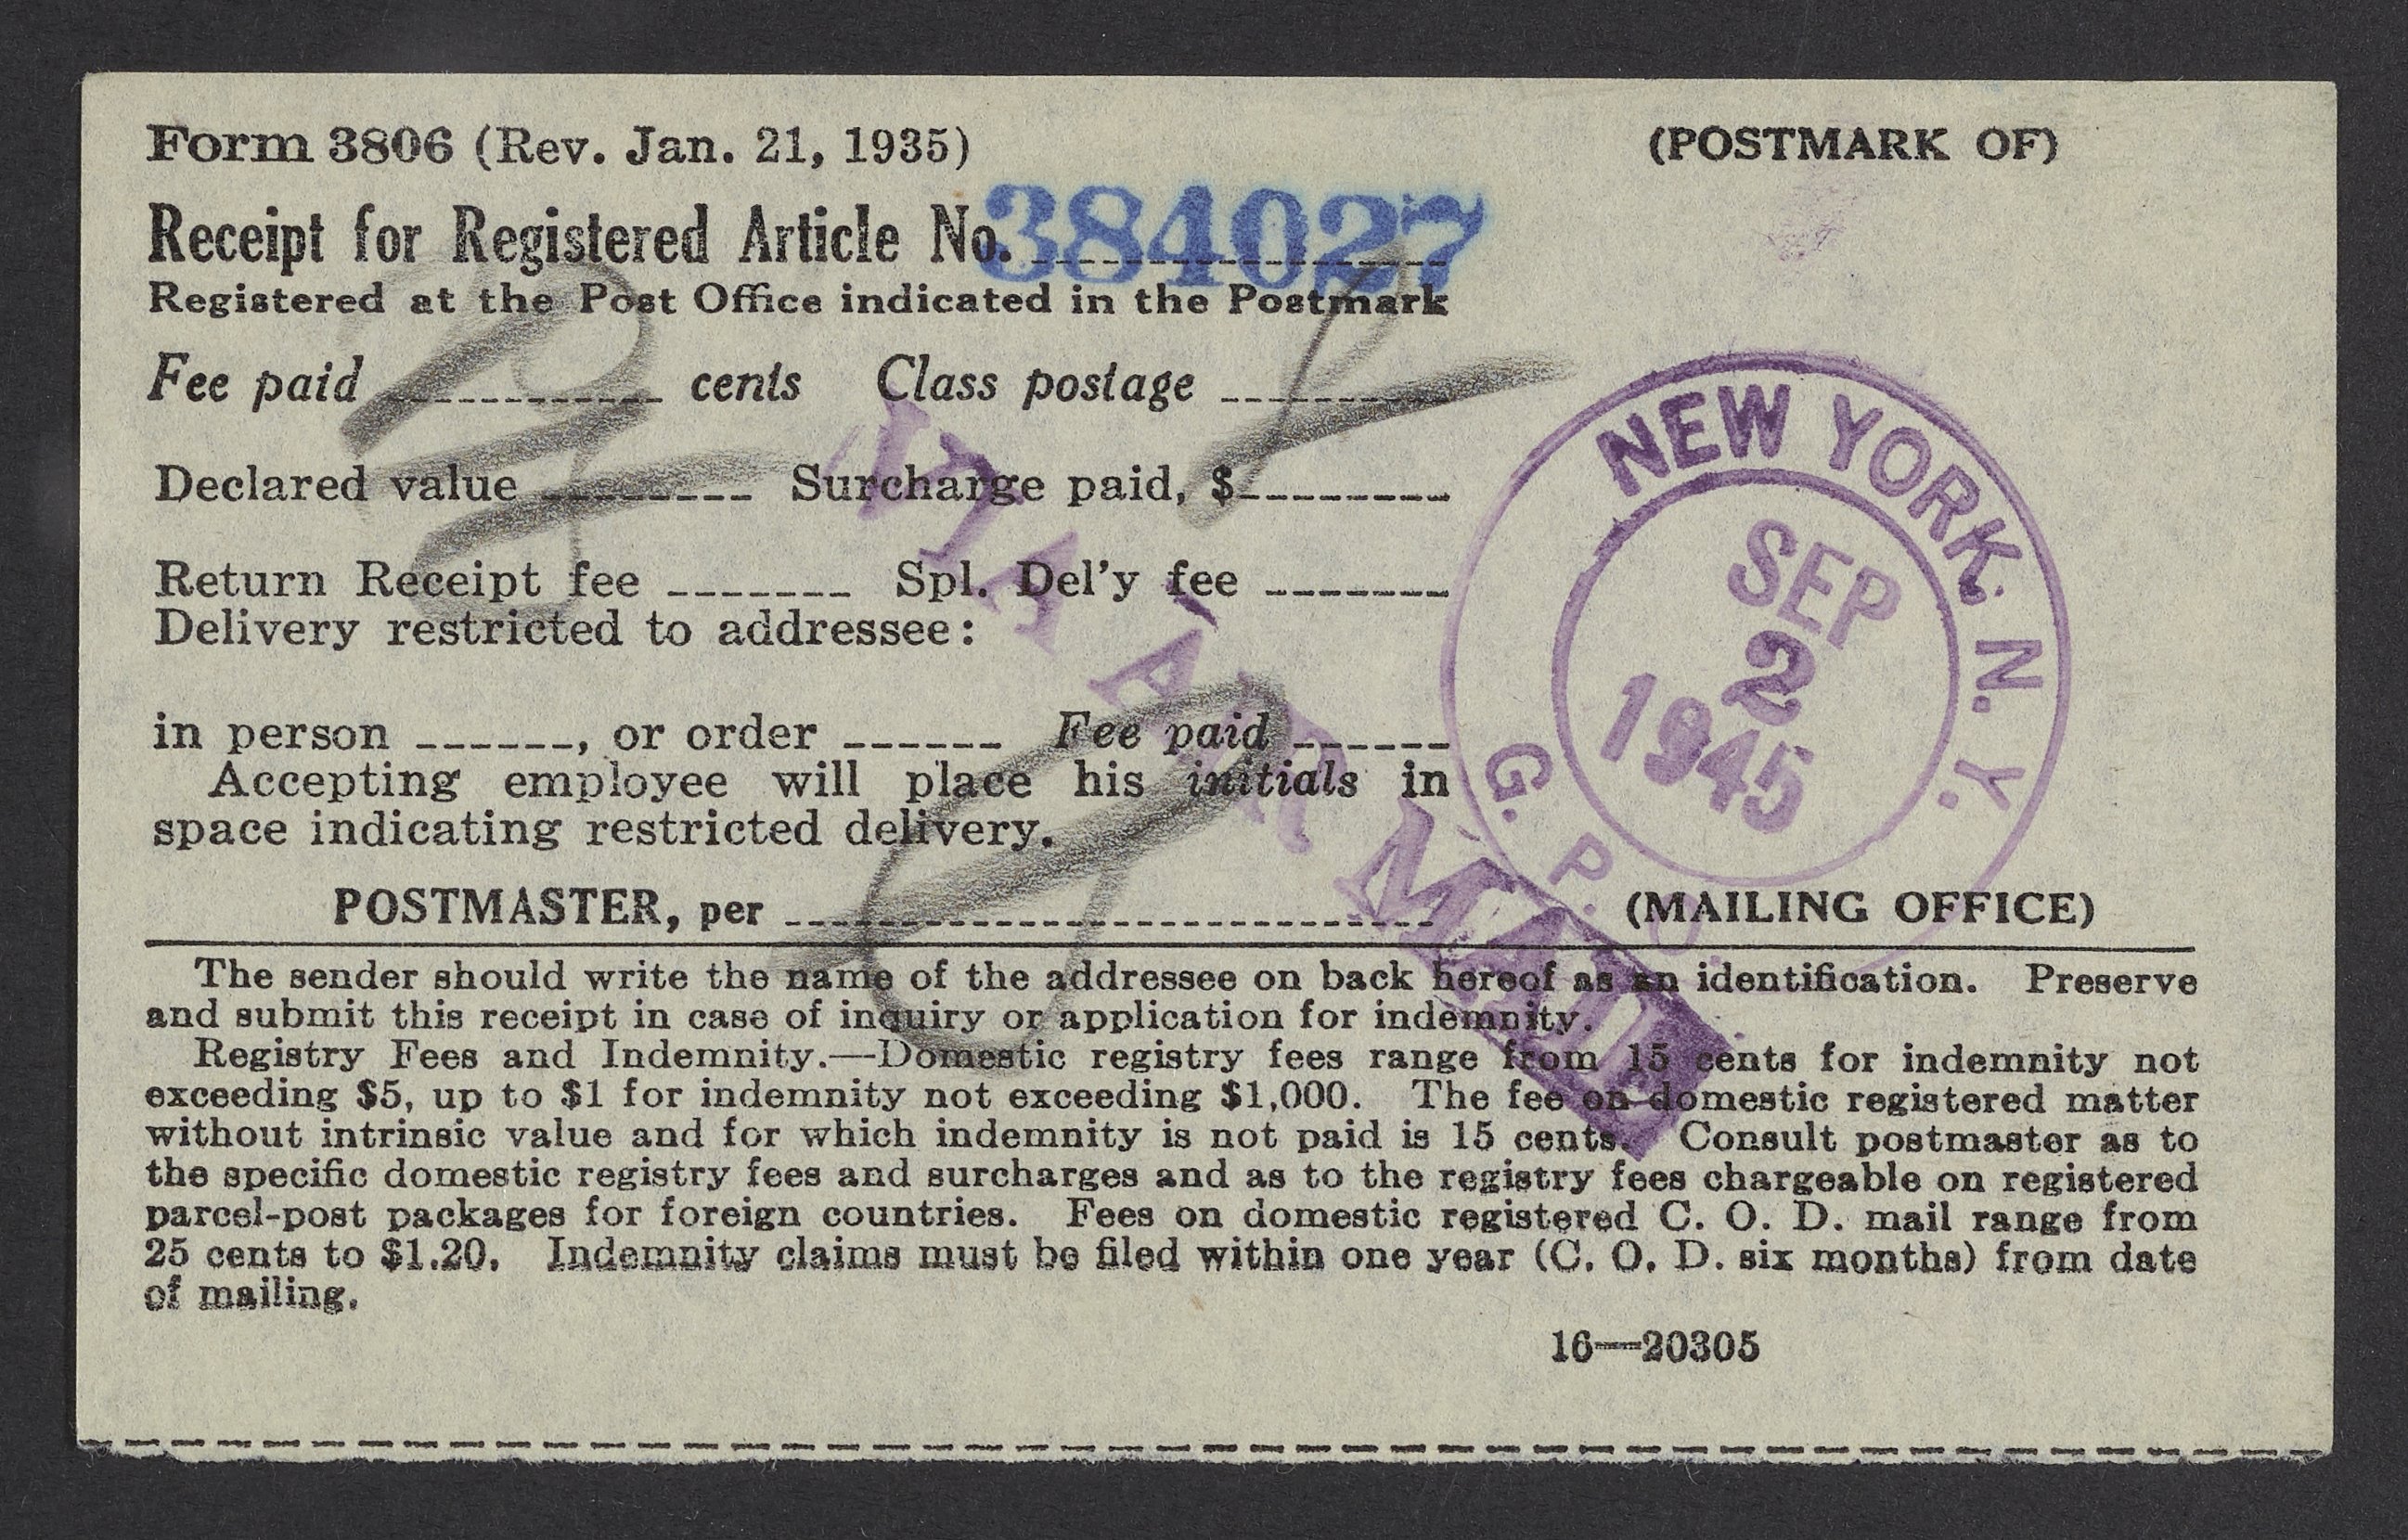 Form 3806 (Rev. Jan. 21, 1935)
(POSTMARK OF)
Receipt for Registered Article No. 384027
Registered at the Post Office indicated in the Postmark
Fee paid cents Class postage
Declared value Surcharge paid, $
Return Receipt fee Spl. Del'y fee
Delivery restricted to addressee:
in person , or order Fee paid
Accepting employee will place his initials in
space indicating restricted delivery.
POSTMASTER, per
(MAILING OFFICE)
NEW YORK, N. Y.
G. P. O.
SEP
2
1945
VIA AIR MAIL
The sender should write the name of the addressee on back hereof as an identification. Preserve
and submit this receipt in case of inquiry or application for indemnity.
Registry Fees and Indemnity.—Domestic registry fees range from 15 cents for indemnity not
exceeding $5, up to $1 for indemnity not exceeding $1,000. The fee on domestic registered matter
without intrinsic value and for which indemnity is not paid is 15 cents. Consult postmaster as to
the specific domestic registry fees and surcharges and as to the registry fees chargeable on registered
parcel-post packages for foreign countries. Fees on domestic registered C. O. D. mail range from
25 cents to $1.20. Indemnity claims must be filed within one year (C. O. D. six months) from date
of mailing.
16—20305